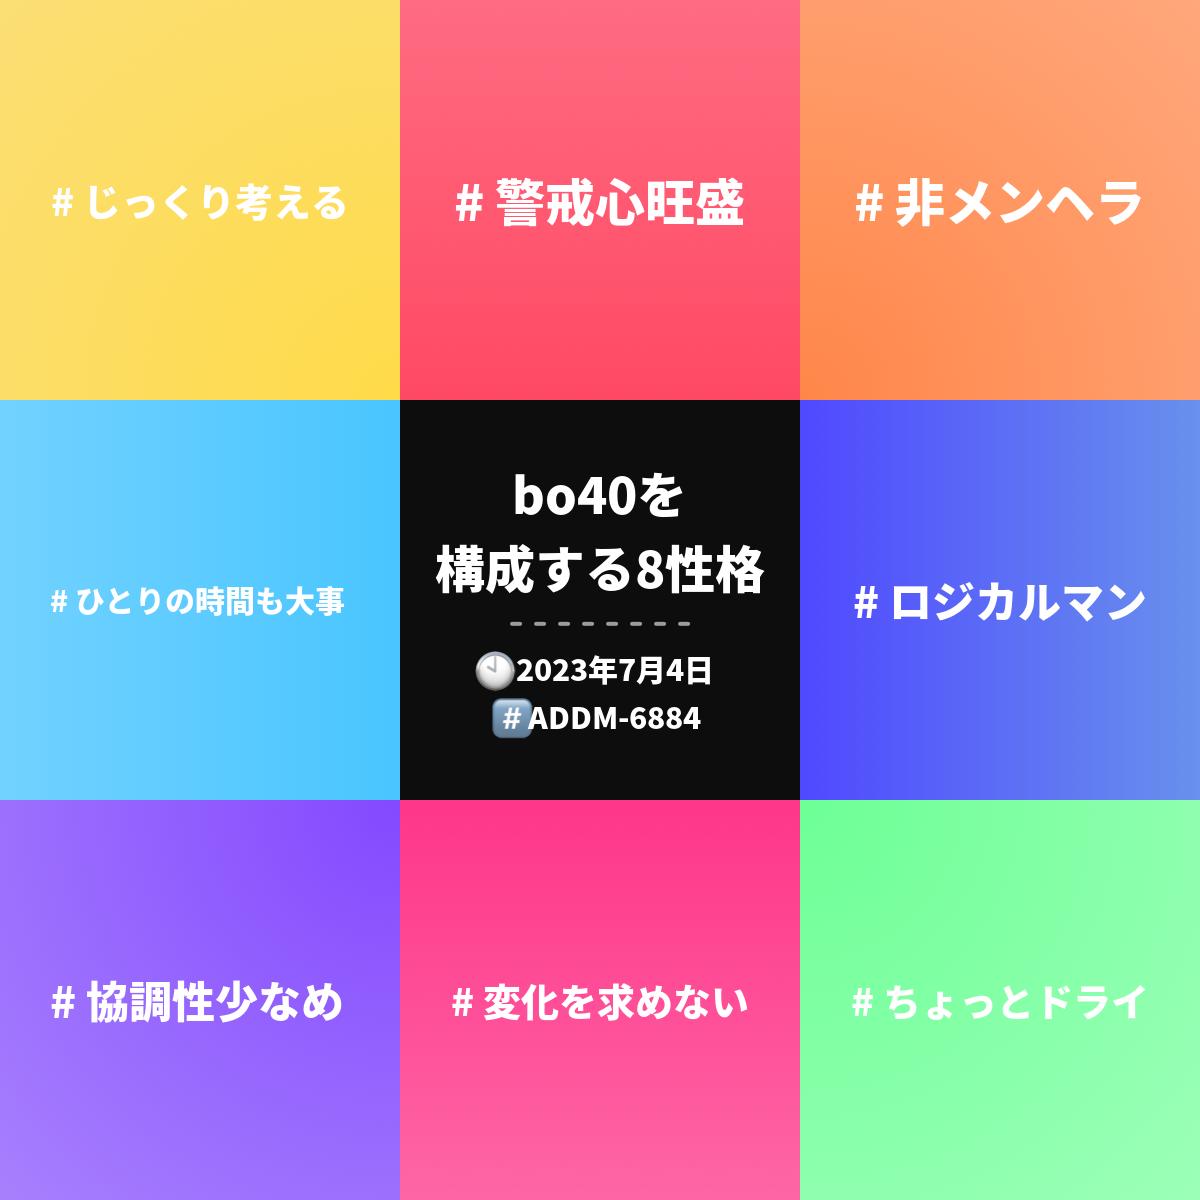 # じっくり考える
# 警戒心旺盛
# 非メンヘラ
# ひとりの時間も大事
bo40を
構成する8性格
🕙2023年7月4日
#️⃣ADDM-6884
# ロジカルマン
# 協調性少なめ
# 変化を求めない
# ちょっとドライ